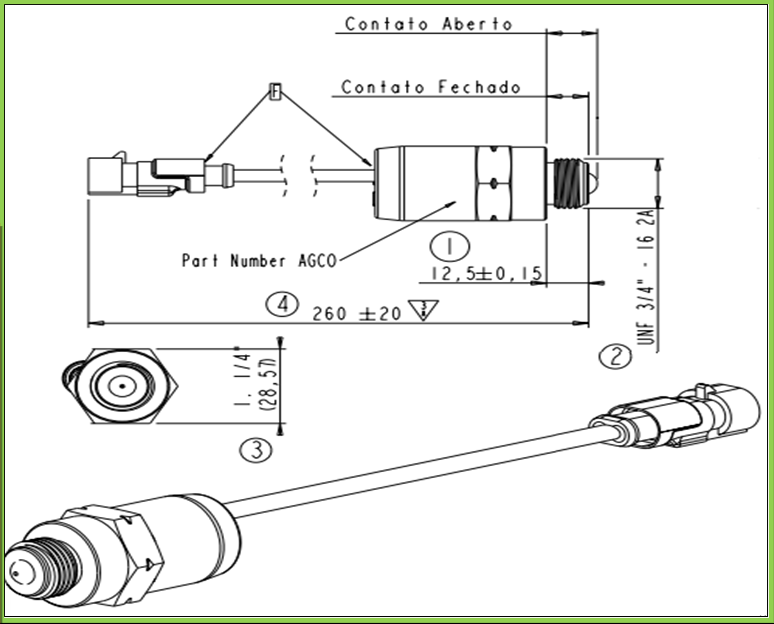 Contato Aberto
Contato Fechado
F
Part Number AGCO
1
12,5±0,15
4
260 ±20
3
UNF 3/4" - 16 2A
2
1. 1/4"
(28,57)
3